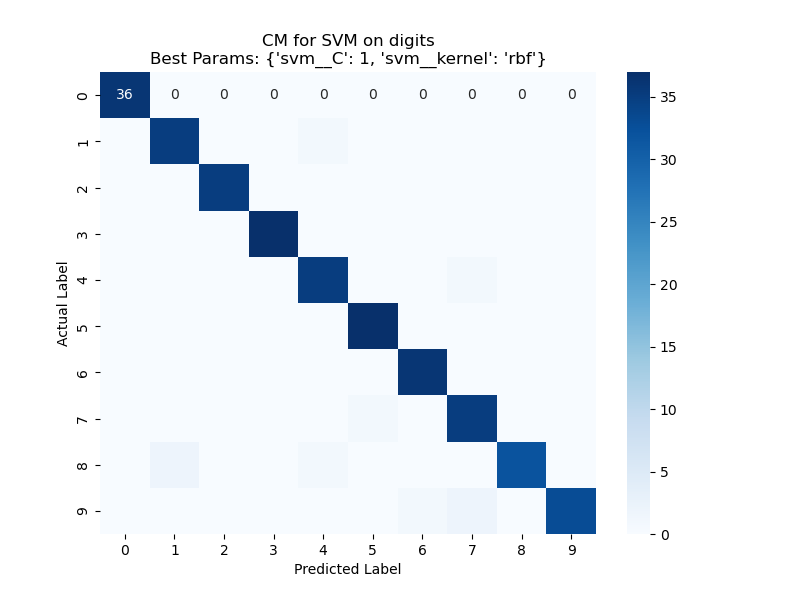 CM for SVM on digits
Best Params: {'svm__C': 1, 'svm__kernel': 'rbf'}
0 36 0 0 0 0 0 0 0 0 0
1
2
3
4
5
6
7
8
9
Actual Label
0 1 2 3 4 5 6 7 8 9
Predicted Label
35
30
25
20
15
10
5
0